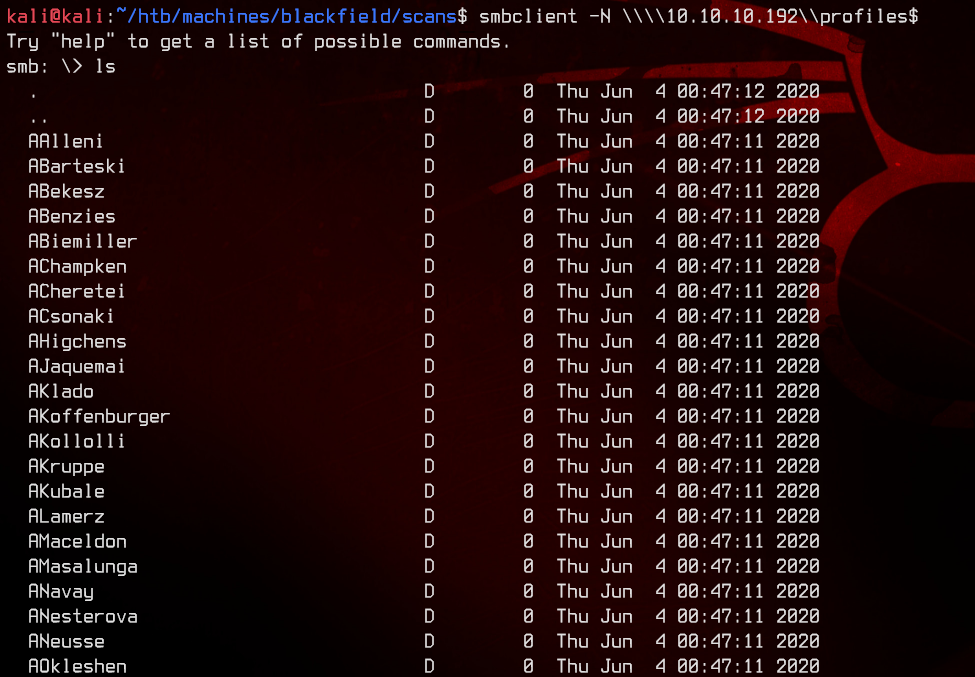 kali@kali:~/htb/machines/blackfield/scans$ smbclient -N \\\\10.10.10.192\\profiles$
Try "help" to get a list of possible commands.
smb: \> ls
  .                                   D        0  Thu Jun  4 00:47:12 2020
  ..                                  D        0  Thu Jun  4 00:47:12 2020
  AAlleni                             D        0  Thu Jun  4 00:47:11 2020
  ABarteski                           D        0  Thu Jun  4 00:47:11 2020
  ABekesz                             D        0  Thu Jun  4 00:47:11 2020
  ABenzies                            D        0  Thu Jun  4 00:47:11 2020
  ABiemiller                          D        0  Thu Jun  4 00:47:11 2020
  AChampken                           D        0  Thu Jun  4 00:47:11 2020
  ACheretei                           D        0  Thu Jun  4 00:47:11 2020
  ACsonaki                            D        0  Thu Jun  4 00:47:11 2020
  AHigchens                           D        0  Thu Jun  4 00:47:11 2020
  AJaquemai                           D        0  Thu Jun  4 00:47:11 2020
  AKlado                              D        0  Thu Jun  4 00:47:11 2020
  AKoffenburger                       D        0  Thu Jun  4 00:47:11 2020
  AKollolli                           D        0  Thu Jun  4 00:47:11 2020
  AKruppe                             D        0  Thu Jun  4 00:47:11 2020
  AKubale                             D        0  Thu Jun  4 00:47:11 2020
  ALamerz                             D        0  Thu Jun  4 00:47:11 2020
  AMaceldon                           D        0  Thu Jun  4 00:47:11 2020
  AMasalunga                          D        0  Thu Jun  4 00:47:11 2020
  ANavay                              D        0  Thu Jun  4 00:47:11 2020
  ANesterova                          D        0  Thu Jun  4 00:47:11 2020
  ANeusse                             D        0  Thu Jun  4 00:47:11 2020
  AOkleshen                           D        0  Thu Jun  4 00:47:11 2020